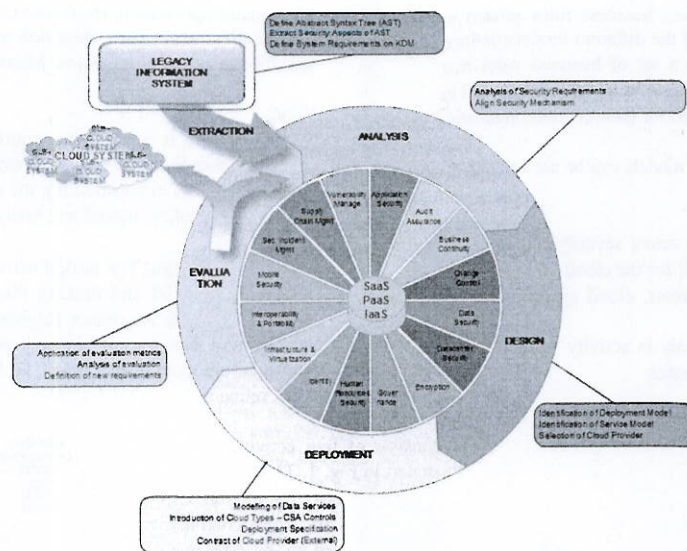 Define Abstract Syntax Tree (AST)
Extract Security Aspects of AST
Define System Requirements on KDM
LEGACY
INFORMATION
SYSTEM
EXTRACTION
CLOUD SYSTEM
ANALYSIS
Analysis of Security Requirements
Align Security Mechanism
Vulnerability
Manage
Application
Security
Supply
Chain Mgmt
Audit
Assurance
Sec. Incident
Mgmt
Business
Continuity
EVALUA
TION
Mobile
Security
Change
Control
SaaS
PaaS
IaaS
Interoperability
& Portability
Data
Security
DESIGN
Infrastructure &
Virtualization
Datacenter
Security
Identity
Human
Resources
Security
Gover
nance
Encryption
Application of evaluation metrics
Analysis of evaluation
Definition of new requirements
Identification of Deployment Model
Identification of Service Model
Selection of Cloud Provider
DEPLOYMENT
Modelling of Data Services
Introduction of Cloud Types – CSA Controls
Deployment Specification
Contract of Cloud Provider (External)